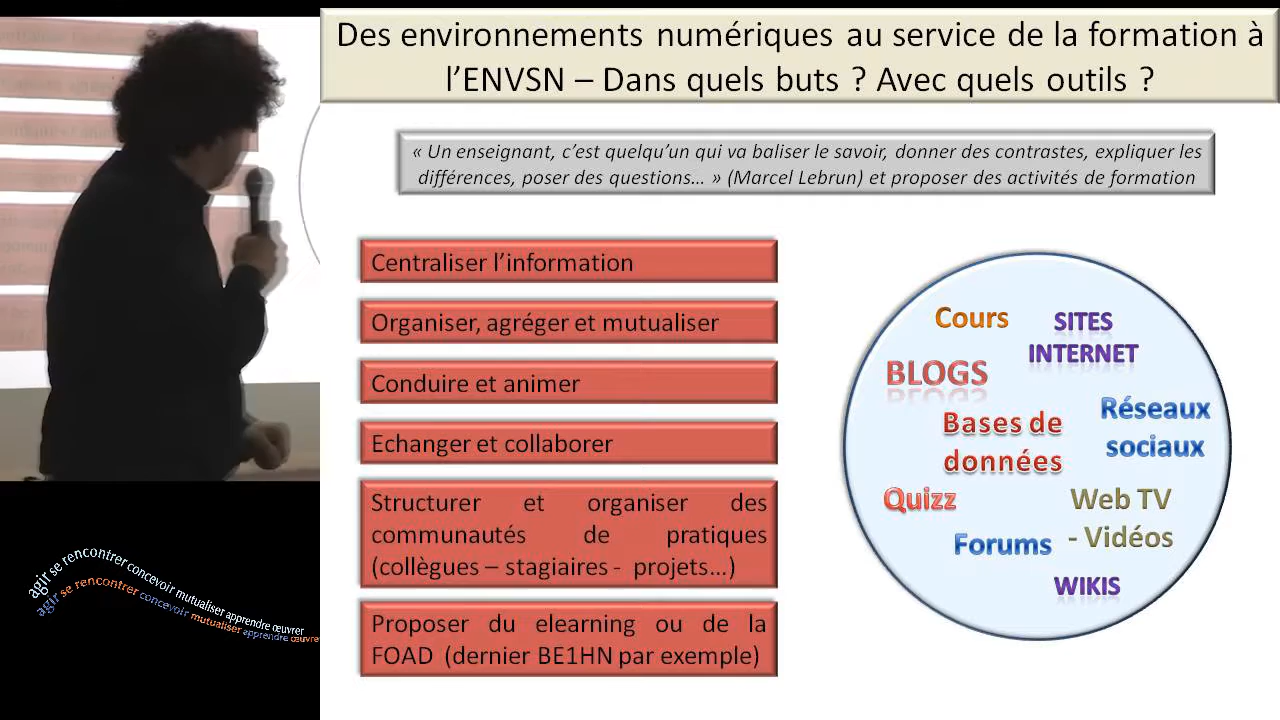 Des environnements numériques au service de la formation à
l'ENVSN – Dans quels buts ? Avec quels outils ?
« Un enseignant, c'est quelqu'un qui va baliser le savoir, donner des contrastes, expliquer les
différences, poser des questions… » (Marcel Lebrun) et proposer des activités de formation
Centraliser l'information
Organiser, agréger et mutualiser
Conduire et animer
Echanger et collaborer
Structurer et organiser des
communautés de pratiques
(collègues – stagiaires - projets…)
Proposer du elearning ou de la
FOAD (dernier BE1HN par exemple)
Cours
SITES
INTERNET
BLOGS
Réseaux
sociaux
Bases de
données
Quizz
Web TV
- Vidéos
Forums
WIKIS
agir se rencontrer concevoir mutualiser apprendre œuvrer
agir se rencontrer concevoir mutualiser apprendre œuvrer